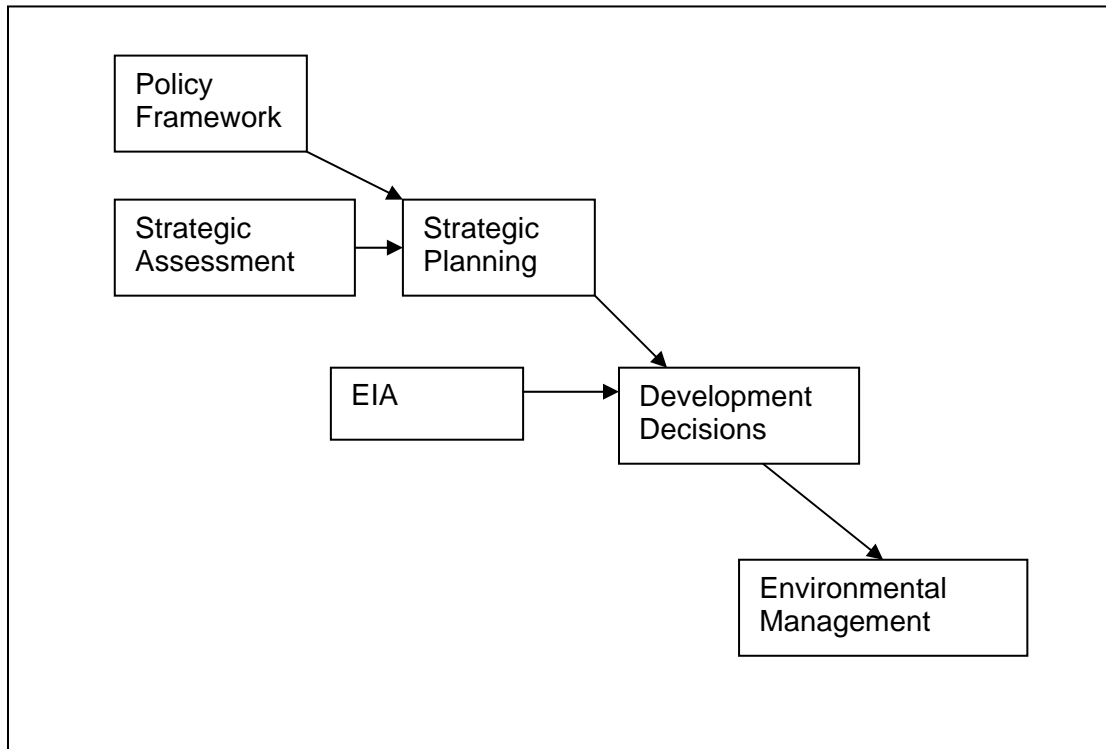 Policy
Framework
Strategic
Assessment
Strategic
Planning
EIA
Development
Decisions
Environmental
Management